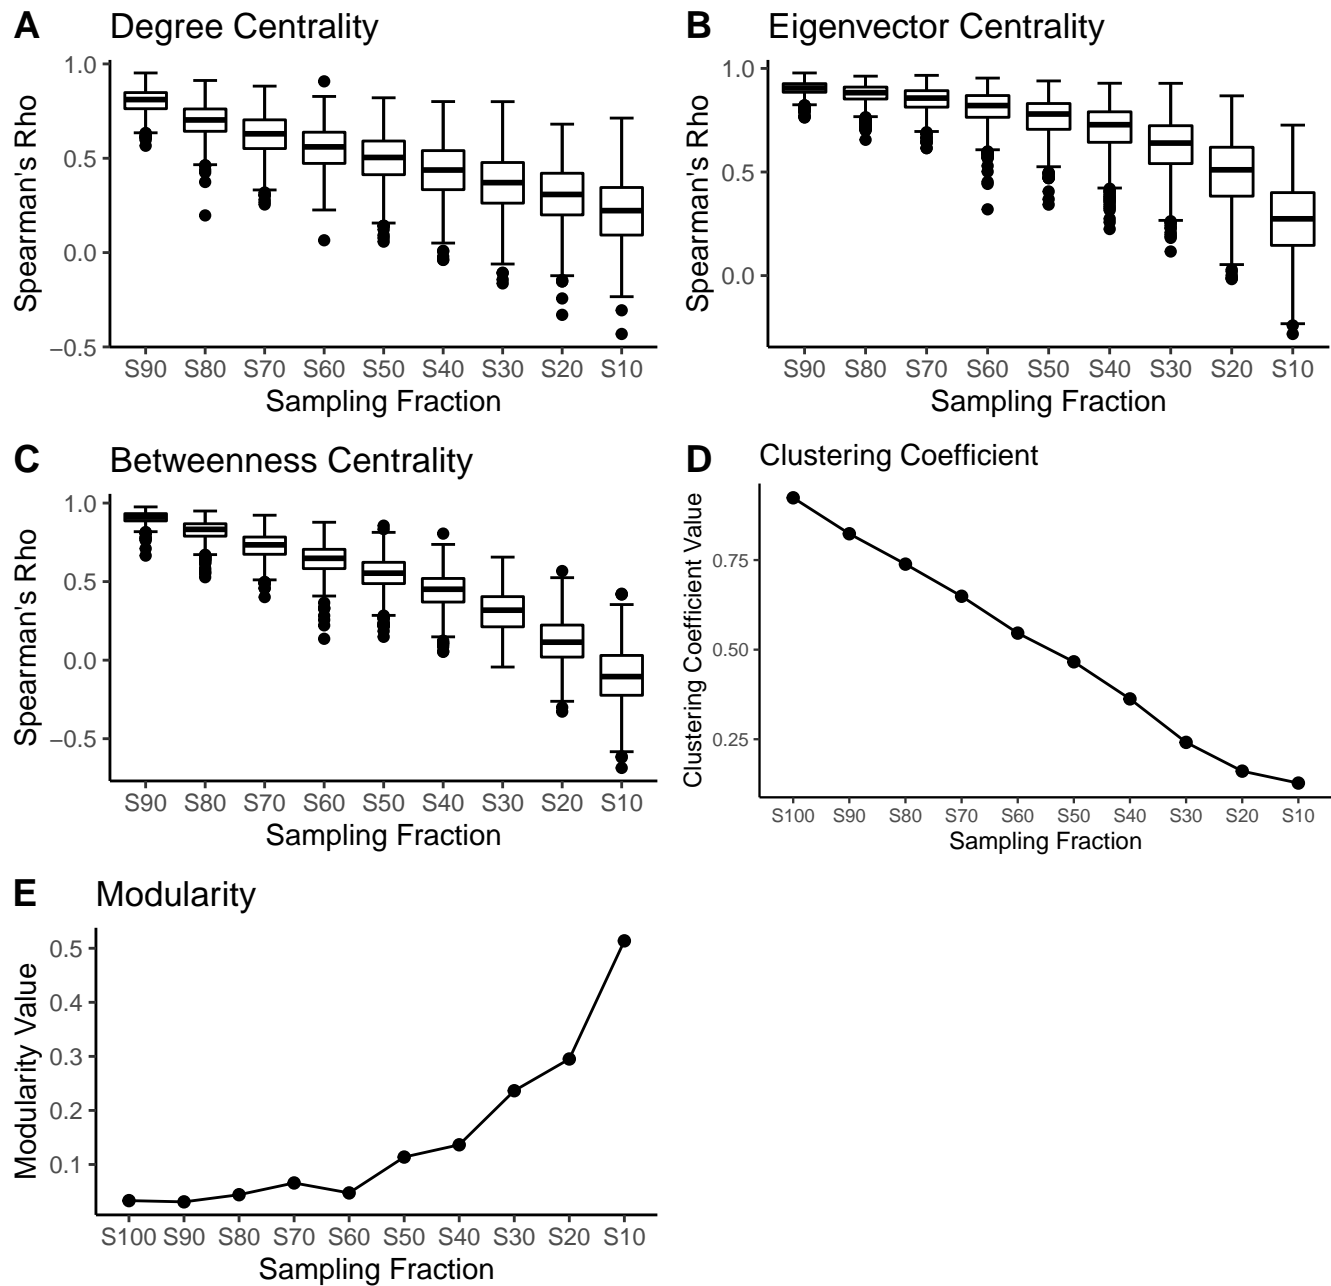 A Degree Centrality
Spearman's Rho
1.0
0.5
0.0
−0.5
S90 S80 S70 S60 S50 S40 S30 S20 S10
Sampling Fraction
B Eigenvector Centrality
Spearman's Rho
1.0
0.5
0.0
S90 S80 S70 S60 S50 S40 S30 S20 S10
Sampling Fraction
C Betweenness Centrality
Spearman's Rho
1.0
0.5
0.0
−0.5
S90 S80 S70 S60 S50 S40 S30 S20 S10
Sampling Fraction
D Clustering Coefficient
Clustering Coefficient Value
0.75
0.50
0.25
S100 S90 S80 S70 S60 S50 S40 S30 S20 S10
Sampling Fraction
E Modularity
Modularity Value
0.5
0.4
0.3
0.2
0.1
S100 S90 S80 S70 S60 S50 S40 S30 S20 S10
Sampling Fraction